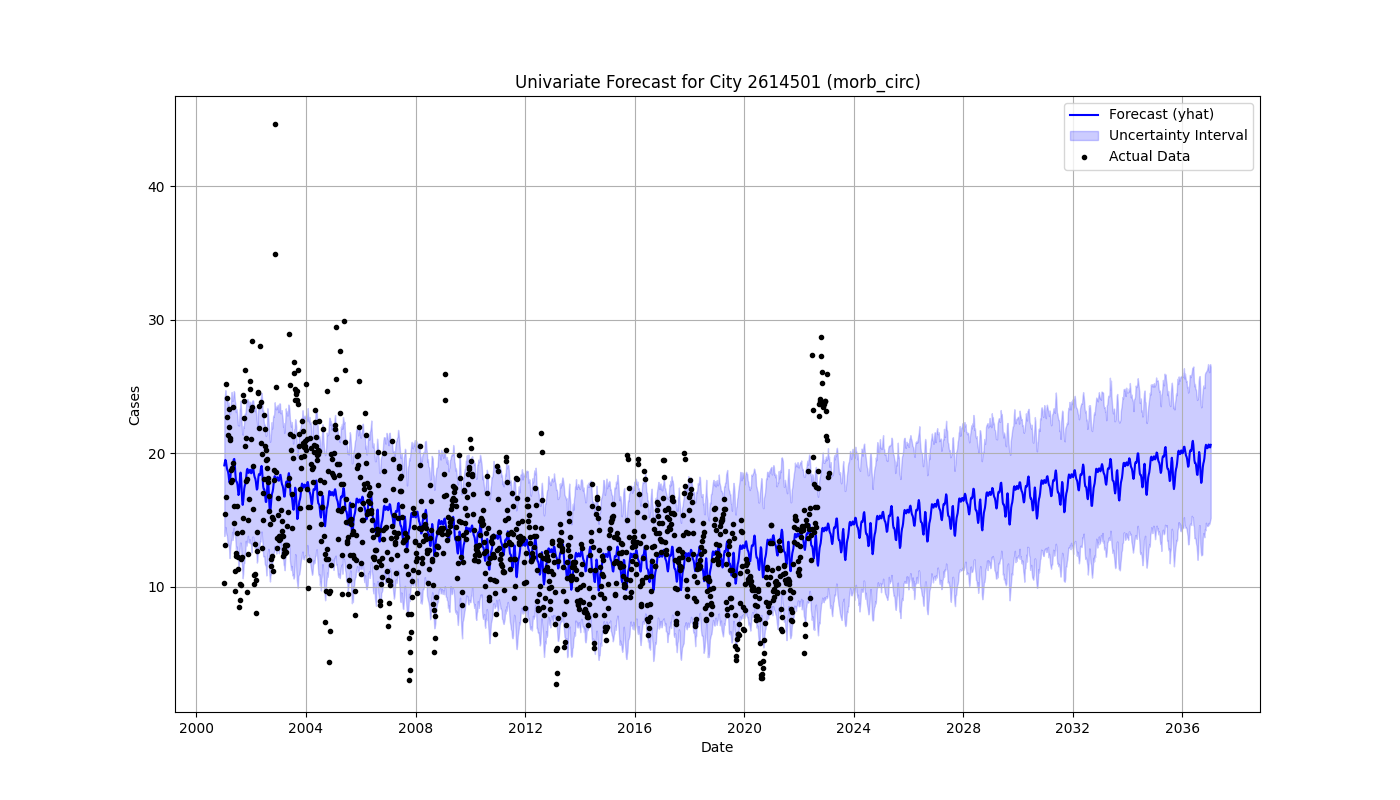 Univariate Forecast for City 2614501 (morb_circ)
Forecast (yhat)
Uncertainty Interval
Actual Data
Cases
40
30
20
10
2000 2004 2008 2012 2016 2020 2024 2028 2032 2036
Date